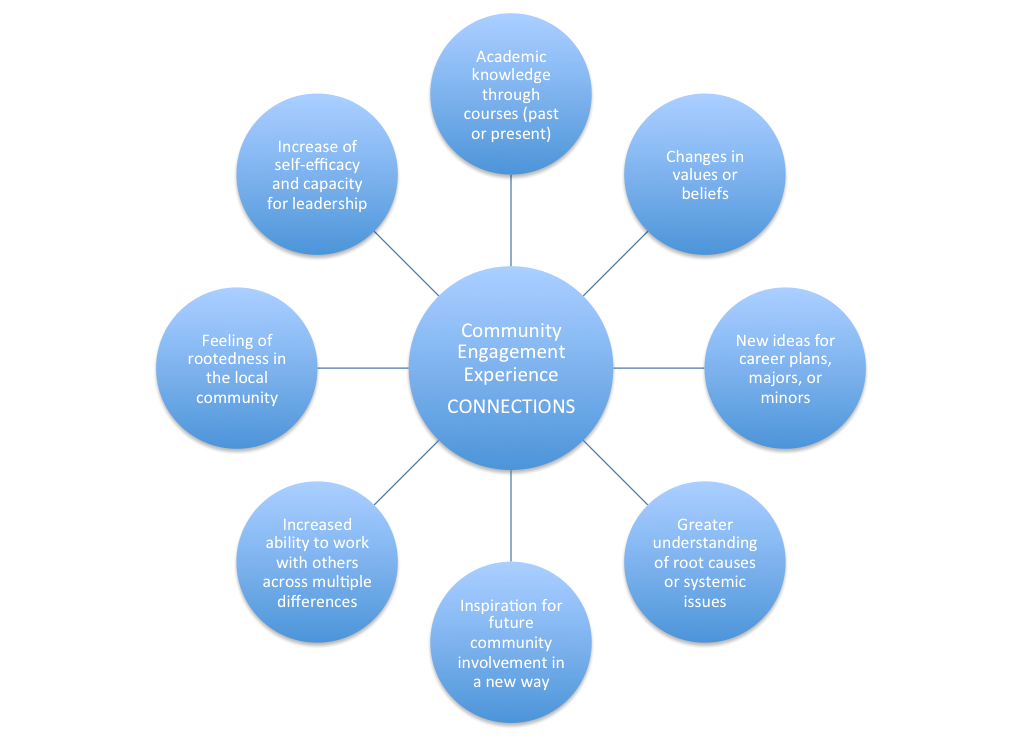 Academic
knowledge
through
courses (past
or present)
Changes in
values or
beliefs
New ideas for
career plans,
majors, or
minors
Greater
understanding
of root causes
or systemic
issues
Inspiration for
future
community
involvement in
a new way
Increased
ability to work
with others
across multiple
differences
Feeling of
rootedness in
the local
community
Increase of
self-efficacy
and capacity
for leadership
Community
Engagement
Experience
CONNECTIONS